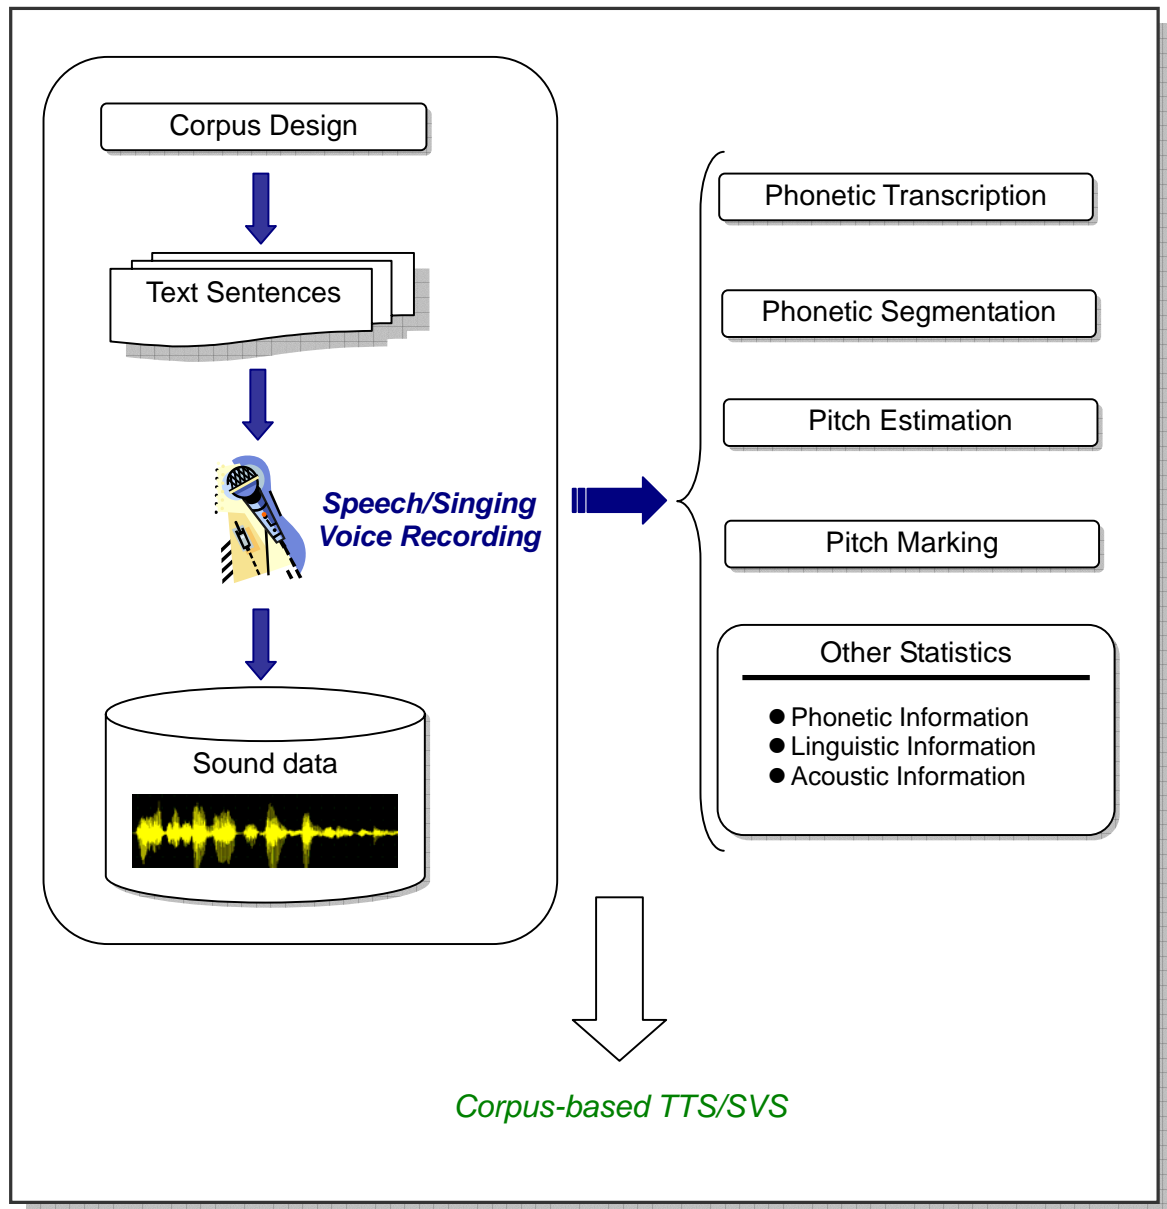 Corpus Design
Text Sentences
Speech/Singing
Voice Recording
Sound data
Phonetic Transcription
Phonetic Segmentation
Pitch Estimation
Pitch Marking
Other Statistics
● Phonetic Information
● Linguistic Information
● Acoustic Information
Corpus-based TTS/SVS